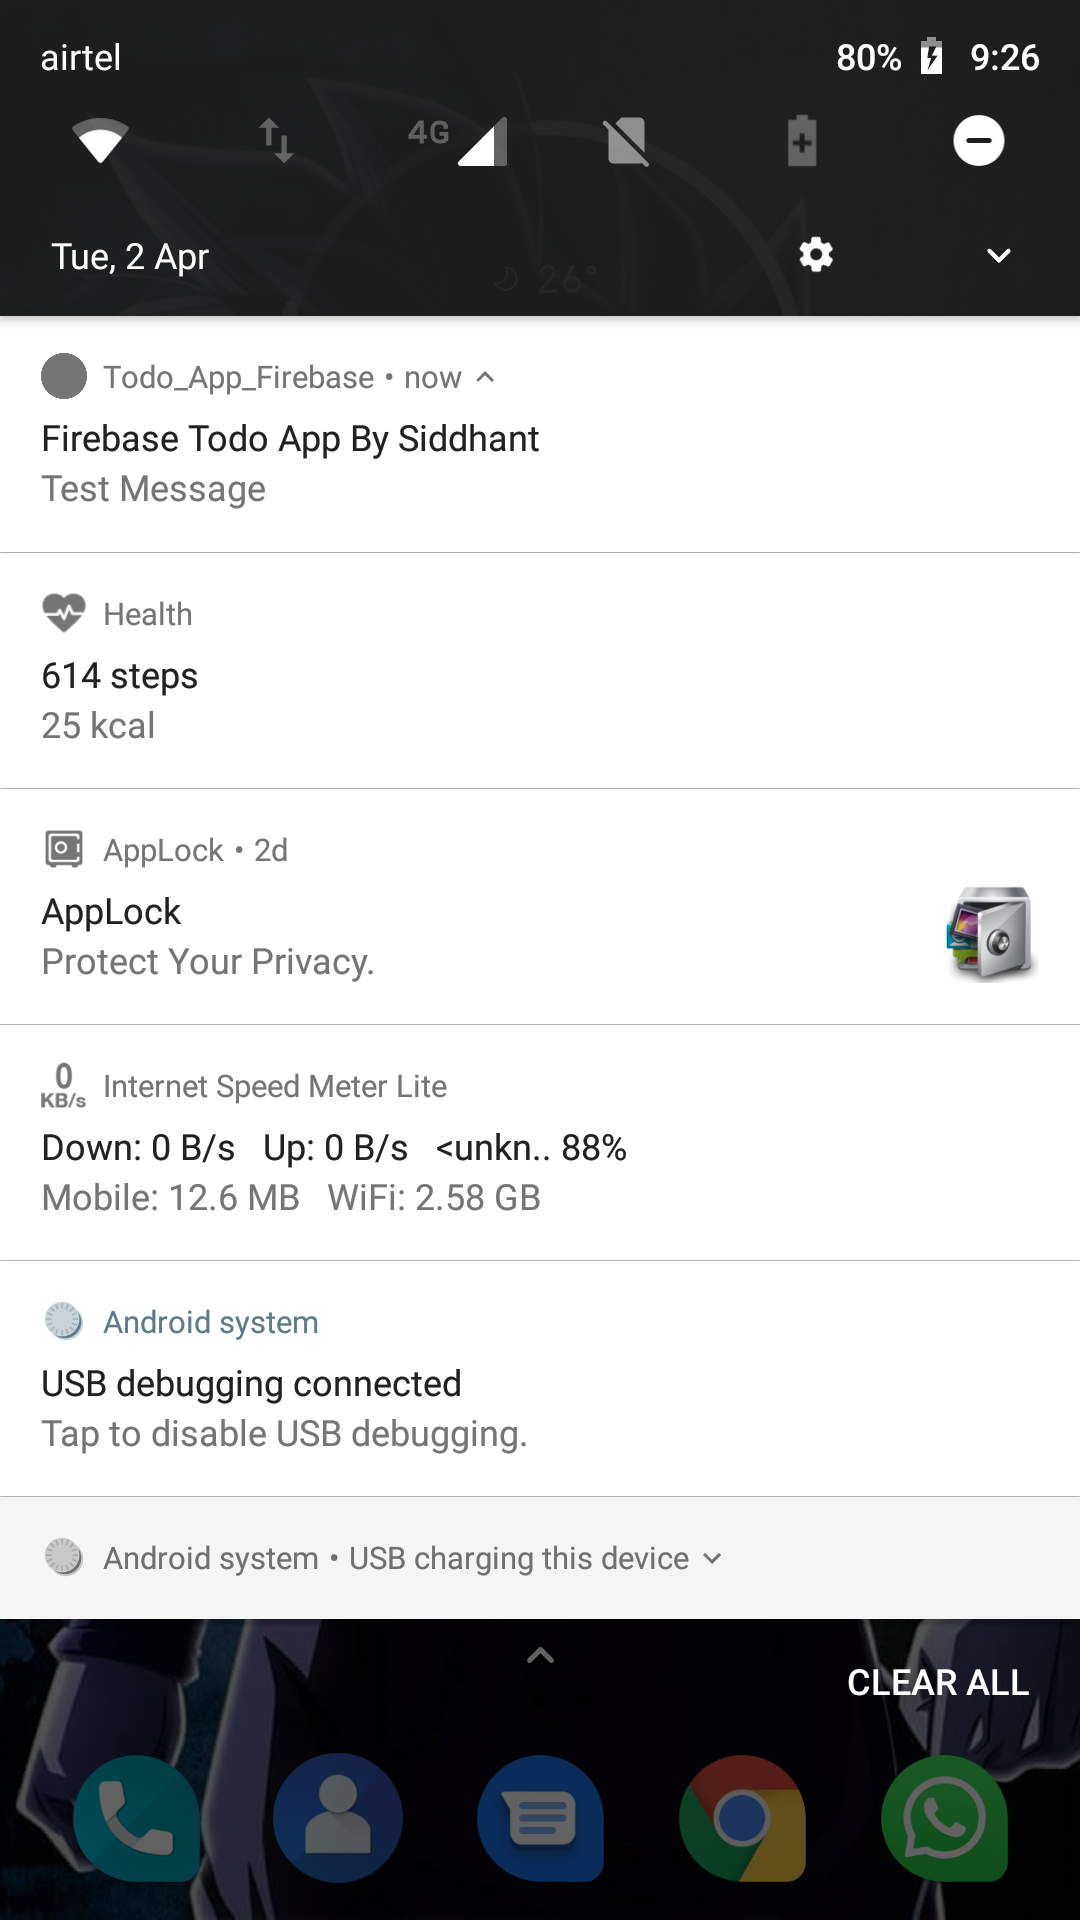 airtel 80% 9:26
4G
Tue, 2 Apr
26°
Todo_App_Firebase • now
Firebase Todo App By Siddhant
Test Message
Health
614 steps
25 kcal
AppLock • 2d
AppLock
Protect Your Privacy.
0
KB/s
Internet Speed Meter Lite
Down: 0 B/s Up: 0 B/s <unkn.. 88%
Mobile: 12.6 MB WiFi: 2.58 GB
Android system
USB debugging connected
Tap to disable USB debugging.
Android system • USB charging this device
CLEAR ALL